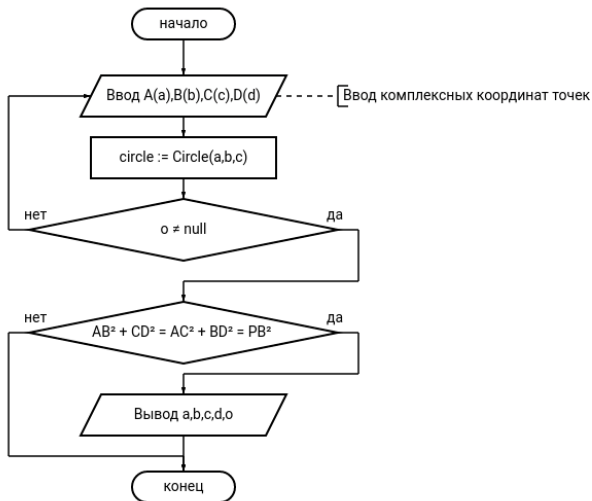 начало
Ввод A(a),B(b),C(c),D(d)
Ввод комплексных координат точек
circle := Circle(a,b,c)
нет
да
o ≠ null
нет
да
AB² + CD² = AC² + BD² = PB²
Вывод a,b,c,d,o
конец